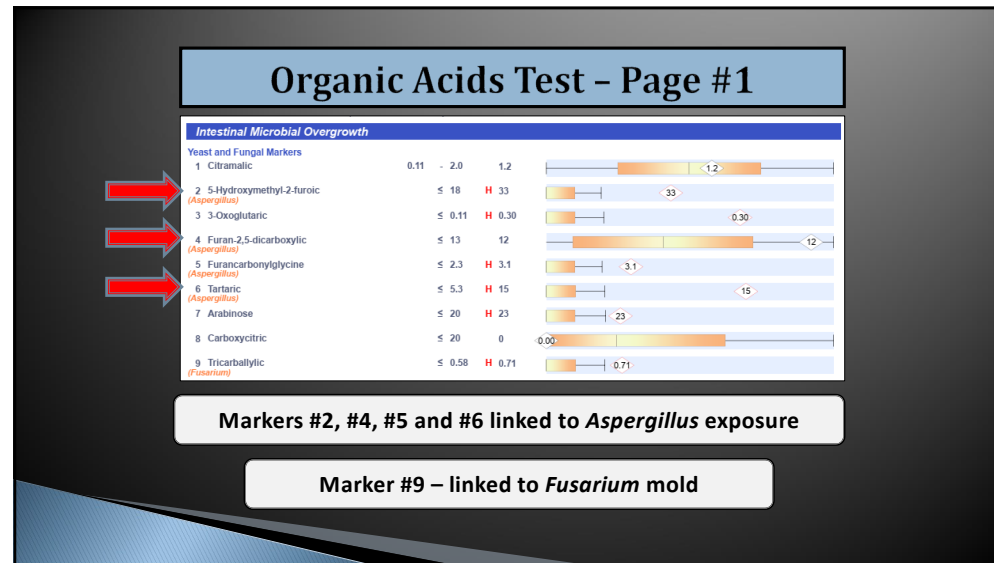 Organic Acids Test – Page #1
Intestinal Microbial Overgrowth
Yeast and Fungal Markers
1 Citramalic 0.11 - 2.0 1.2 1.2
2 5-Hydroxymethyl-2-furoic ≤ 18 H 33 33
(Aspergillus)
3 3-Oxoglutaric ≤ 0.11 H 0.30 0.30
4 Furan-2,5-dicarboxylic ≤ 13 12 12
(Aspergillus)
5 Furancarbonylglycine ≤ 2.3 H 3.1 3.1
(Aspergillus)
6 Tartaric ≤ 5.3 H 15 15
(Aspergillus)
7 Arabinose ≤ 20 H 23 23
8 Carboxycitric ≤ 20 0 0.00
9 Tricarballylic ≤ 0.58 H 0.71 0.71
(Fusarium)
Markers #2, #4, #5 and #6 linked to Aspergillus exposure
Marker #9 – linked to Fusarium mold